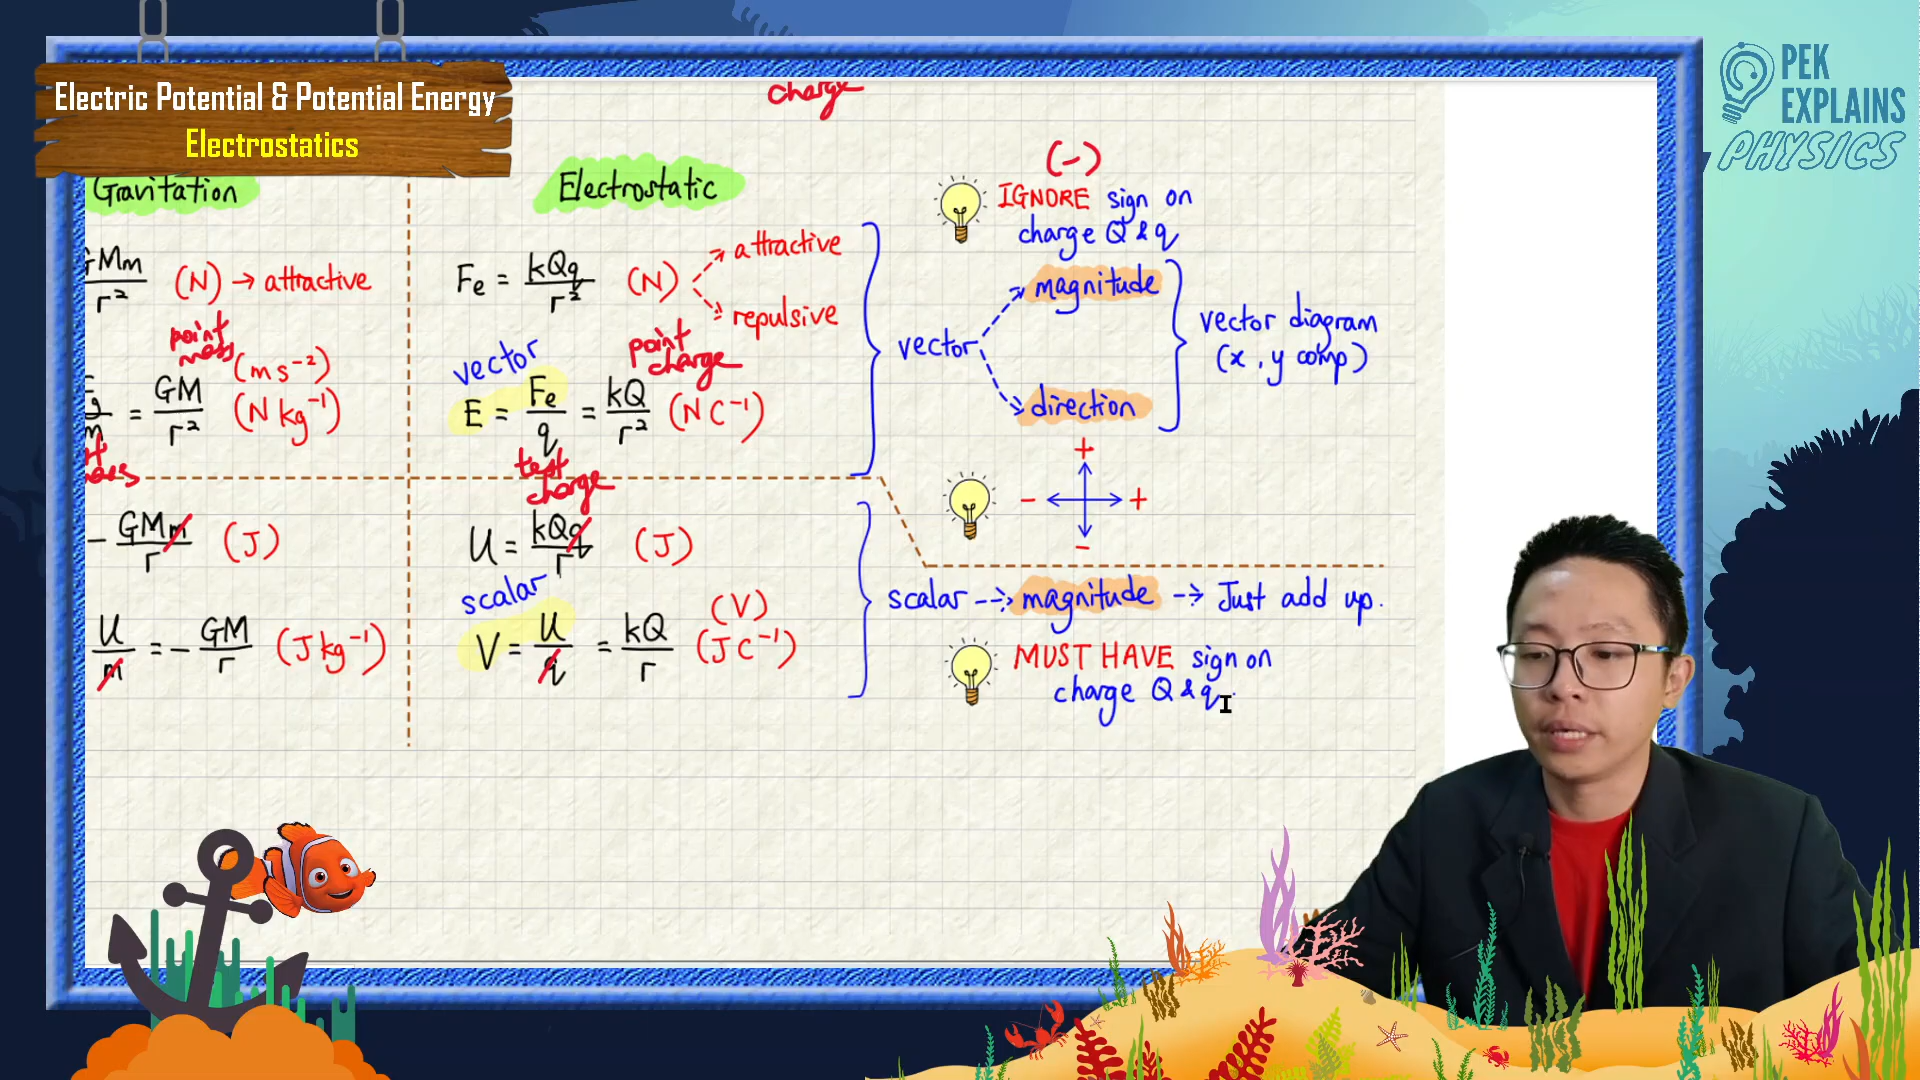 Electric Potential & Potential Energy
Electrostatics
PEK
EXPLAINS
PHYSICS
charge
Gravitation
GMm / r² (N) → attractive
point
mass
(ms⁻²)
= GM / r² (N kg⁻¹)
m
- GMm / r (J)
U / m = - GM / r (J kg⁻¹)
Electrostatic
Fe = kQq / r² (N)
attractive
repulsive
vector
point
charge
E = Fe / q = kQ / r² (N C⁻¹)
test
charge
U = kQq / r (J)
scalar
(V)
V = U / q = kQ / r (J C⁻¹)
(-)
IGNORE sign on
charge Q & q
vector
magnitude
direction
vector diagram
(x, y comp)
+
- +
-
scalar --> magnitude --> Just add up.
MUST HAVE sign on
charge Q & q.